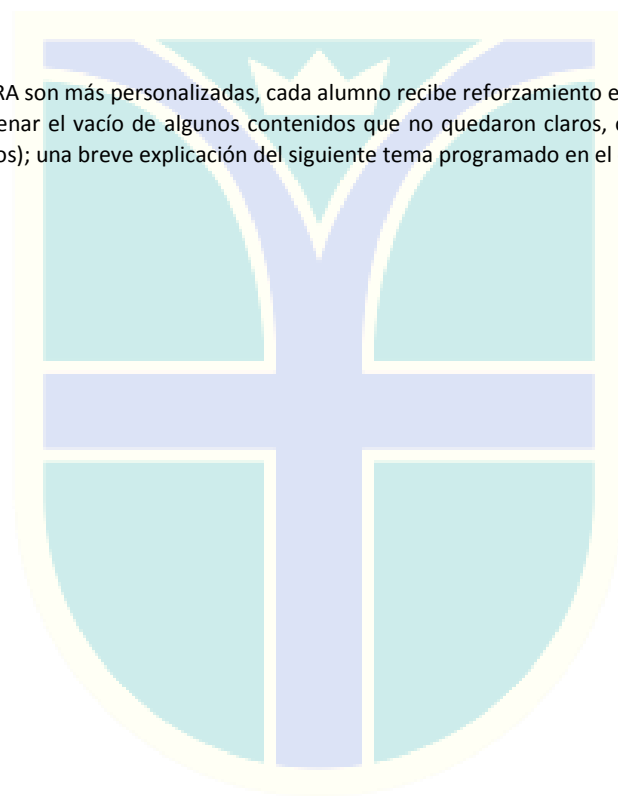 RA son más personalizadas, cada alumno recibe reforzamiento e
enar el vacío de algunos contenidos que no quedaron claros,
os); una breve explicación del siguiente tema programado en el